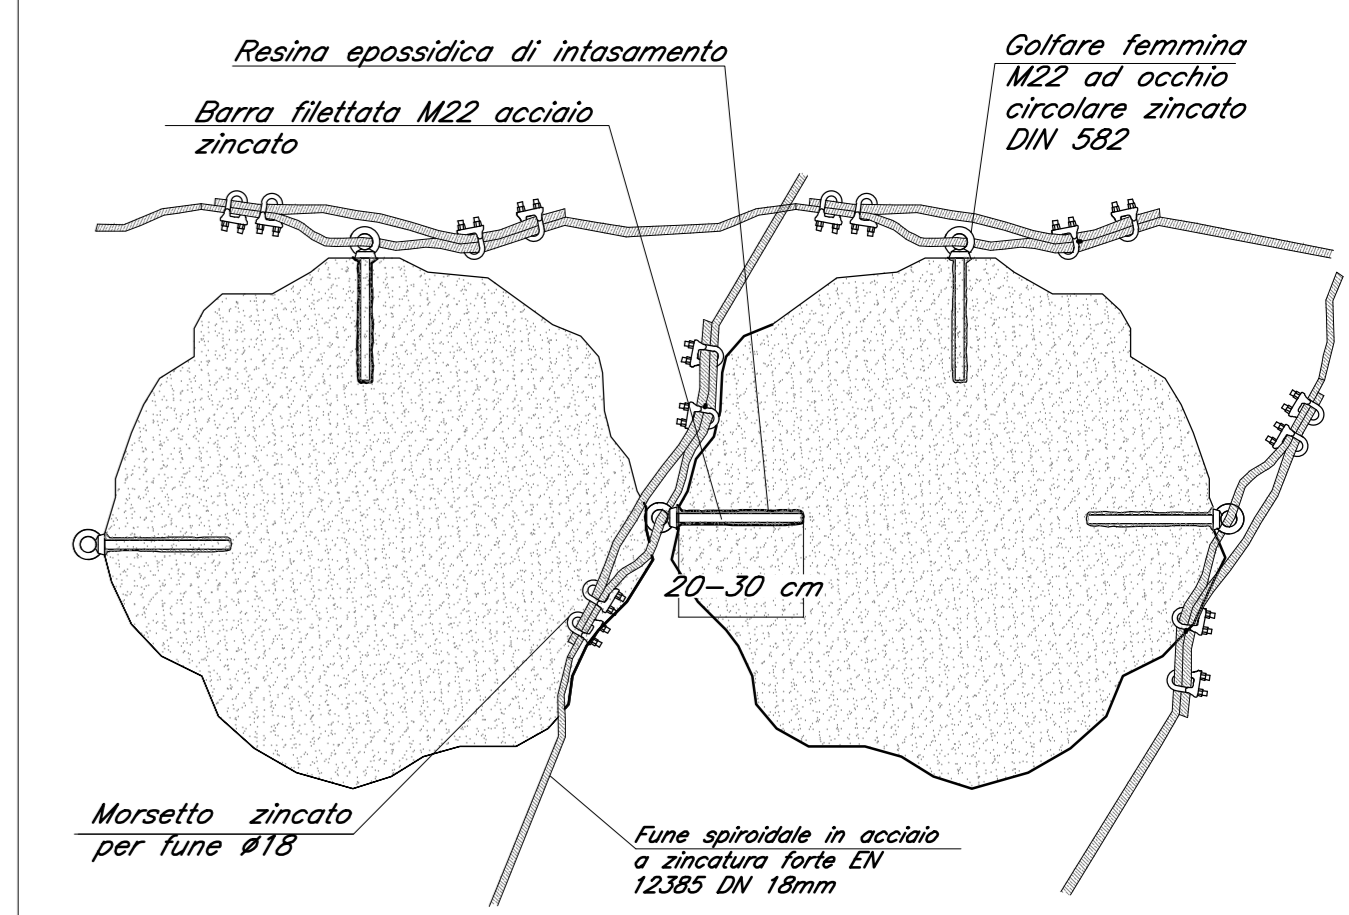 Resina epossidica di intasamento
Barra filettata M22 acciaio
zincato
Golfare femmina
M22 ad occhio
circolare zincato
DIN 582
20-30 cm
Morsetto zincato
per fune ø18
Fune spiroidale in acciaio
a zincatura forte EN
12385 DN 18mm